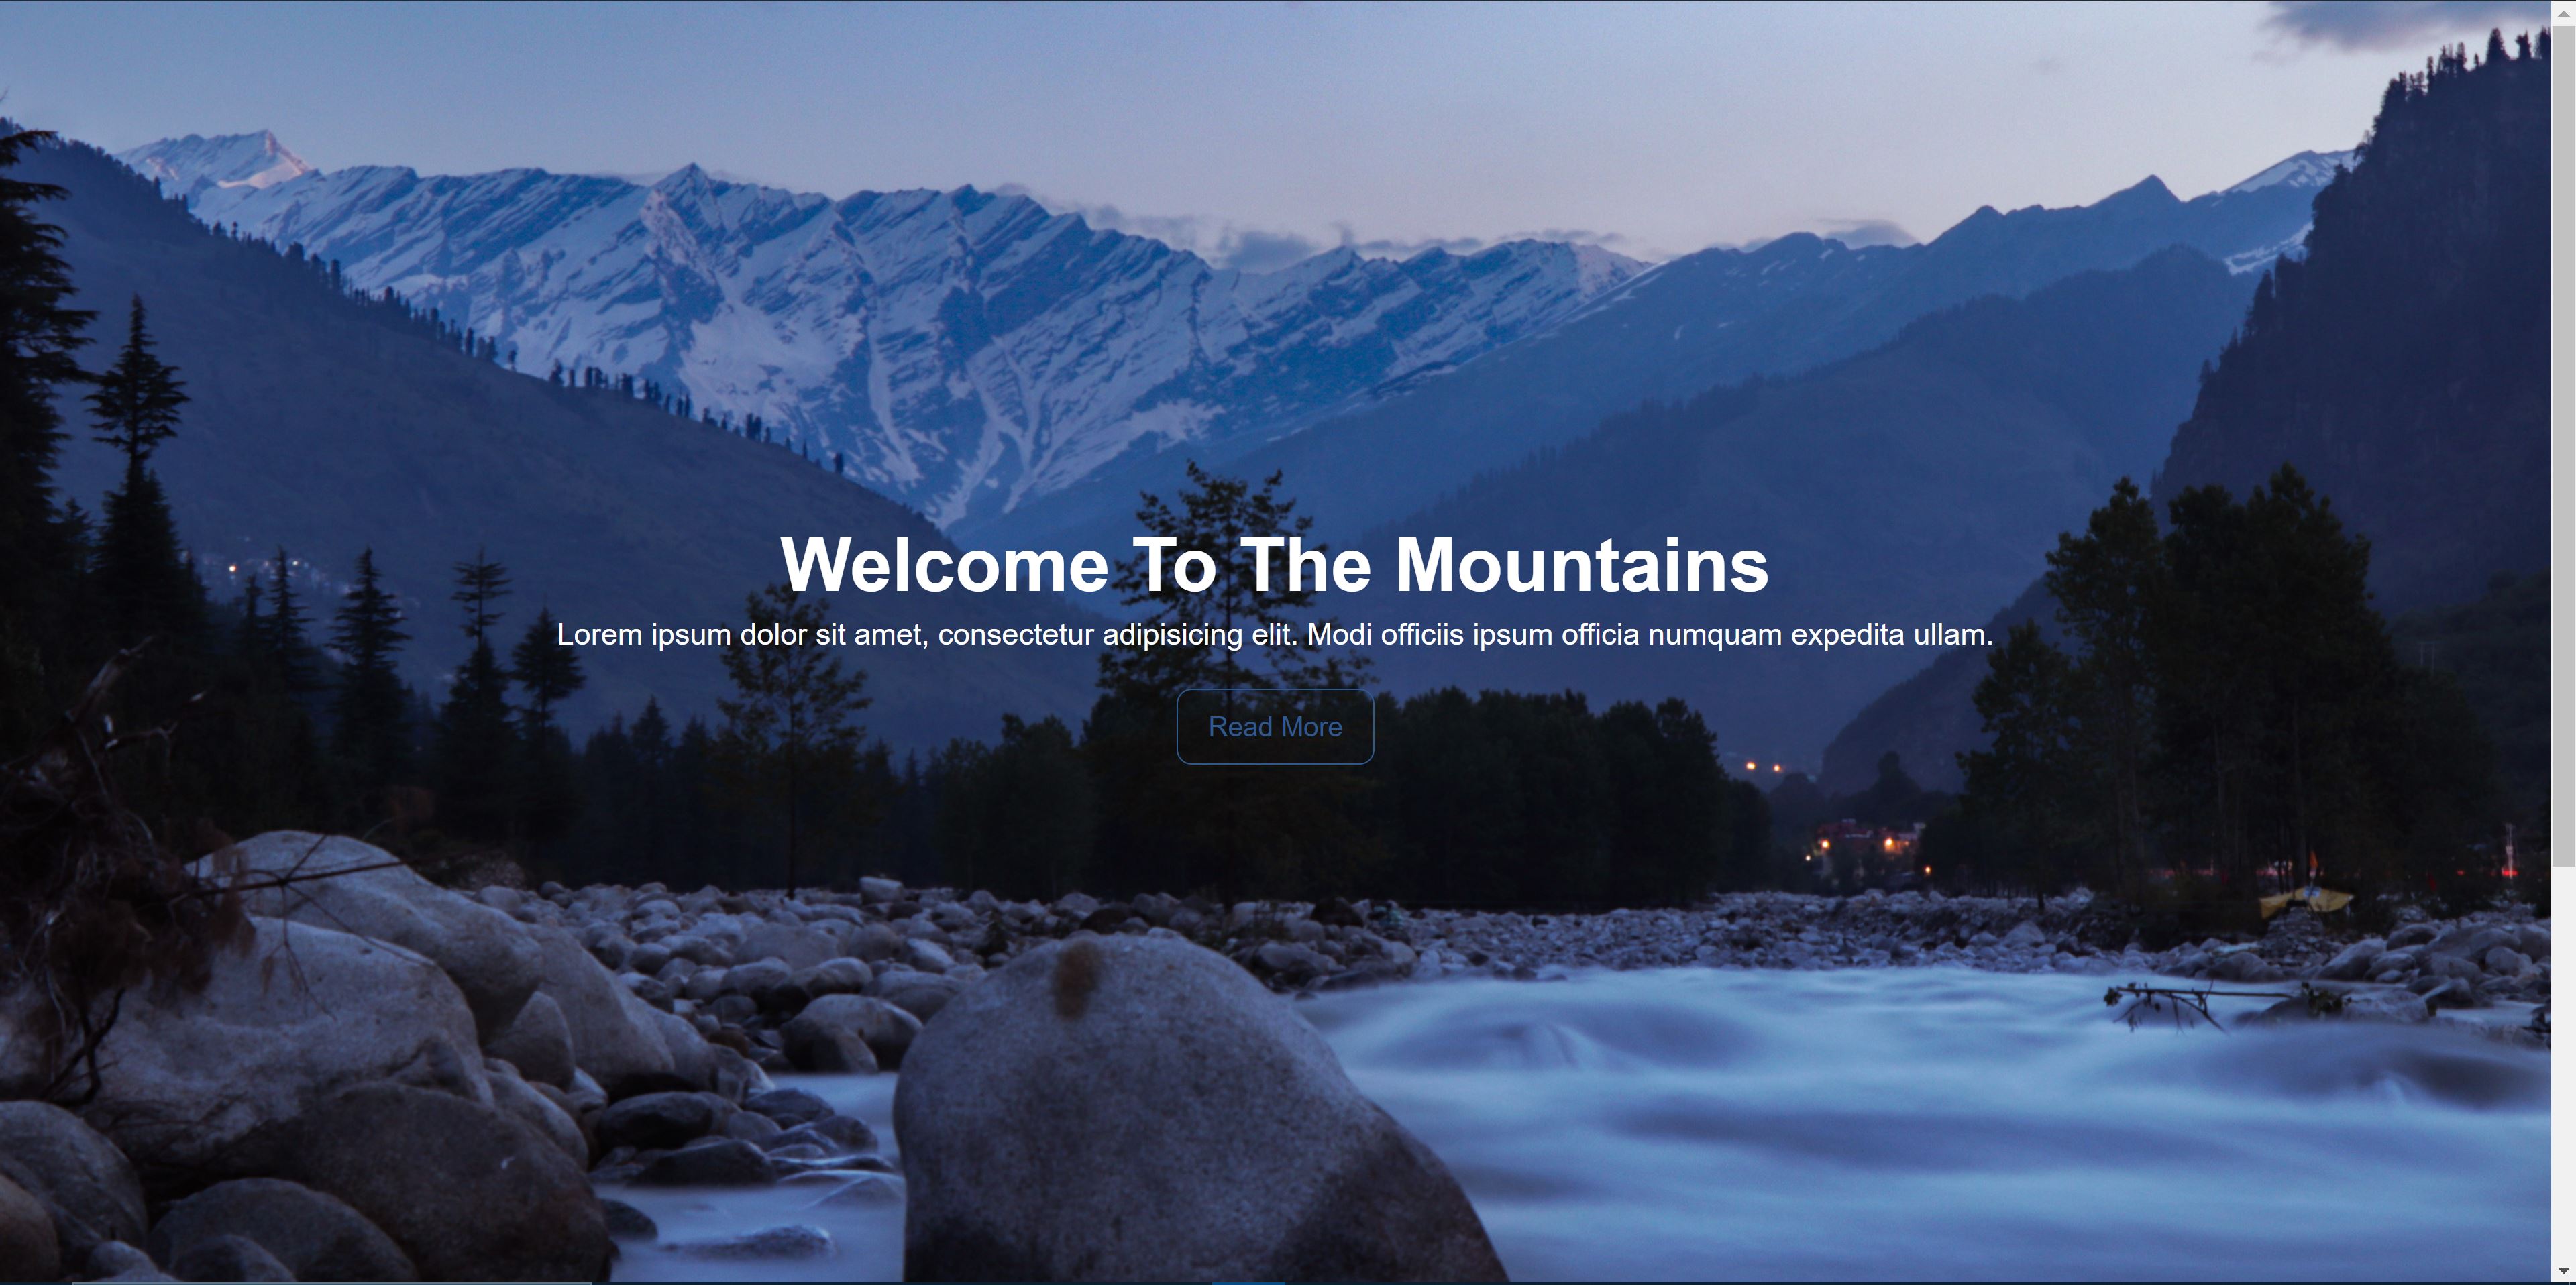 Welcome To The Mountains
Lorem ipsum dolor sit amet, consectetur adipisicing elit. Modi officiis ipsum officia numquam expedita ullam.
Read More